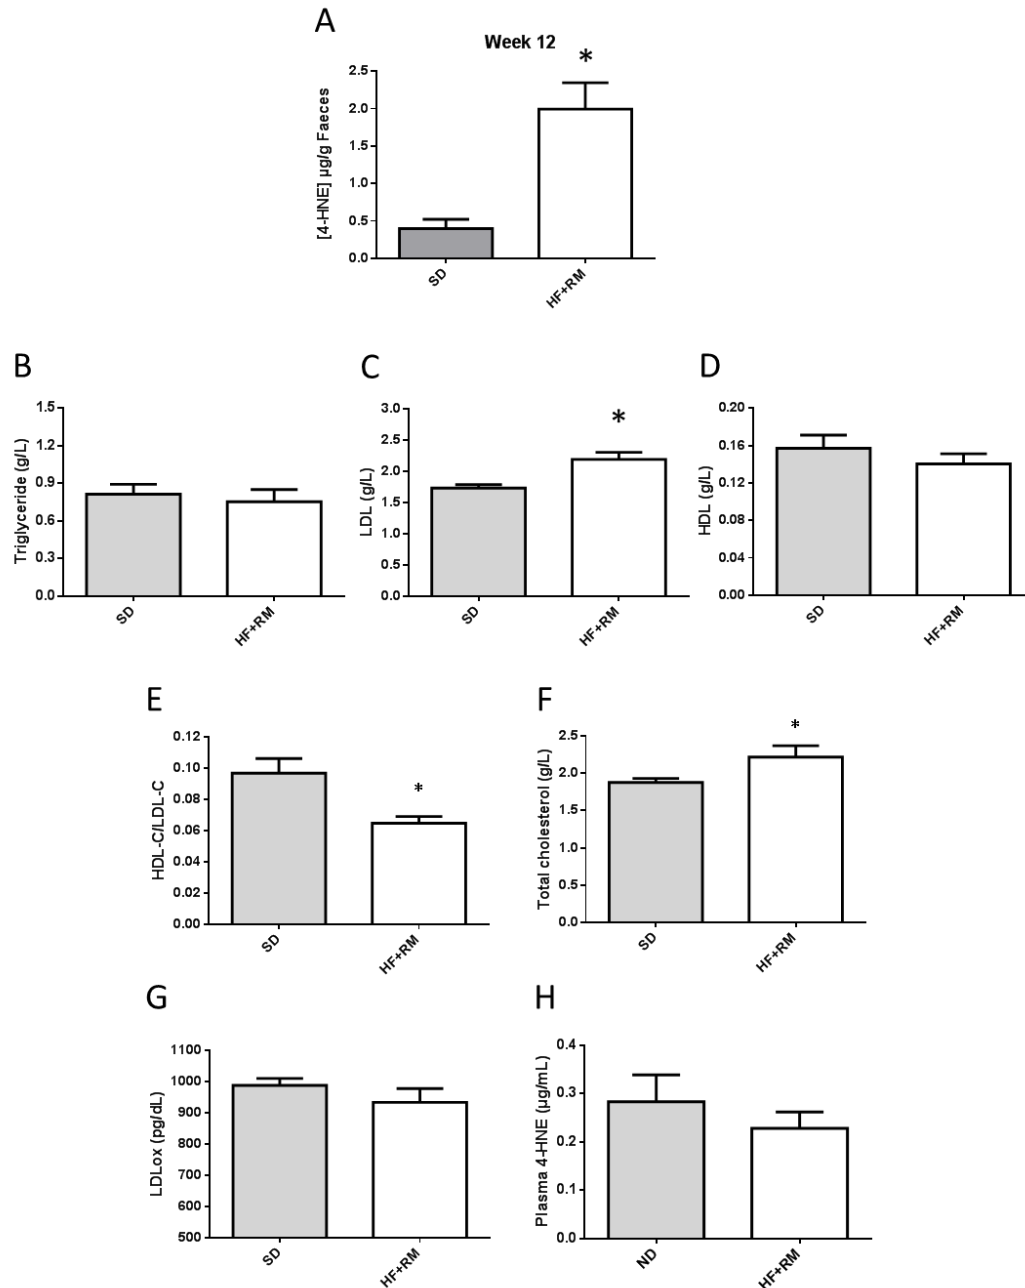 A
Week 12
*
[4-HNE] µg/g Faeces
2.5
2.0
1.5
1.0
0.5
0.0
SD
HF+RM
B
Triglyceride (g/L)
1.5
1.2
0.9
0.6
0.3
0.0
SD
HF+RM
C
*
LDL (g/L)
3.0
2.5
2.0
1.5
1.0
0.5
0.0
SD
HF+RM
D
HDL (g/L)
0.20
0.16
0.12
0.08
0.04
0.00
SD
HF+RM
E
*
HDL-C/LDL-C
0.12
0.10
0.08
0.06
0.04
0.02
0.00
SD
HF+RM
F
*
Total cholesterol (g/L)
2.5
2.0
1.5
1.0
0.5
0.0
SD
HF+RM
G
LDLox (pg/dL)
1100
1000
900
800
700
600
500
SD
HF+RM
H
Plasma 4-HNE (µg/mL)
0.4
0.3
0.2
0.1
0.0
ND
HF+RM